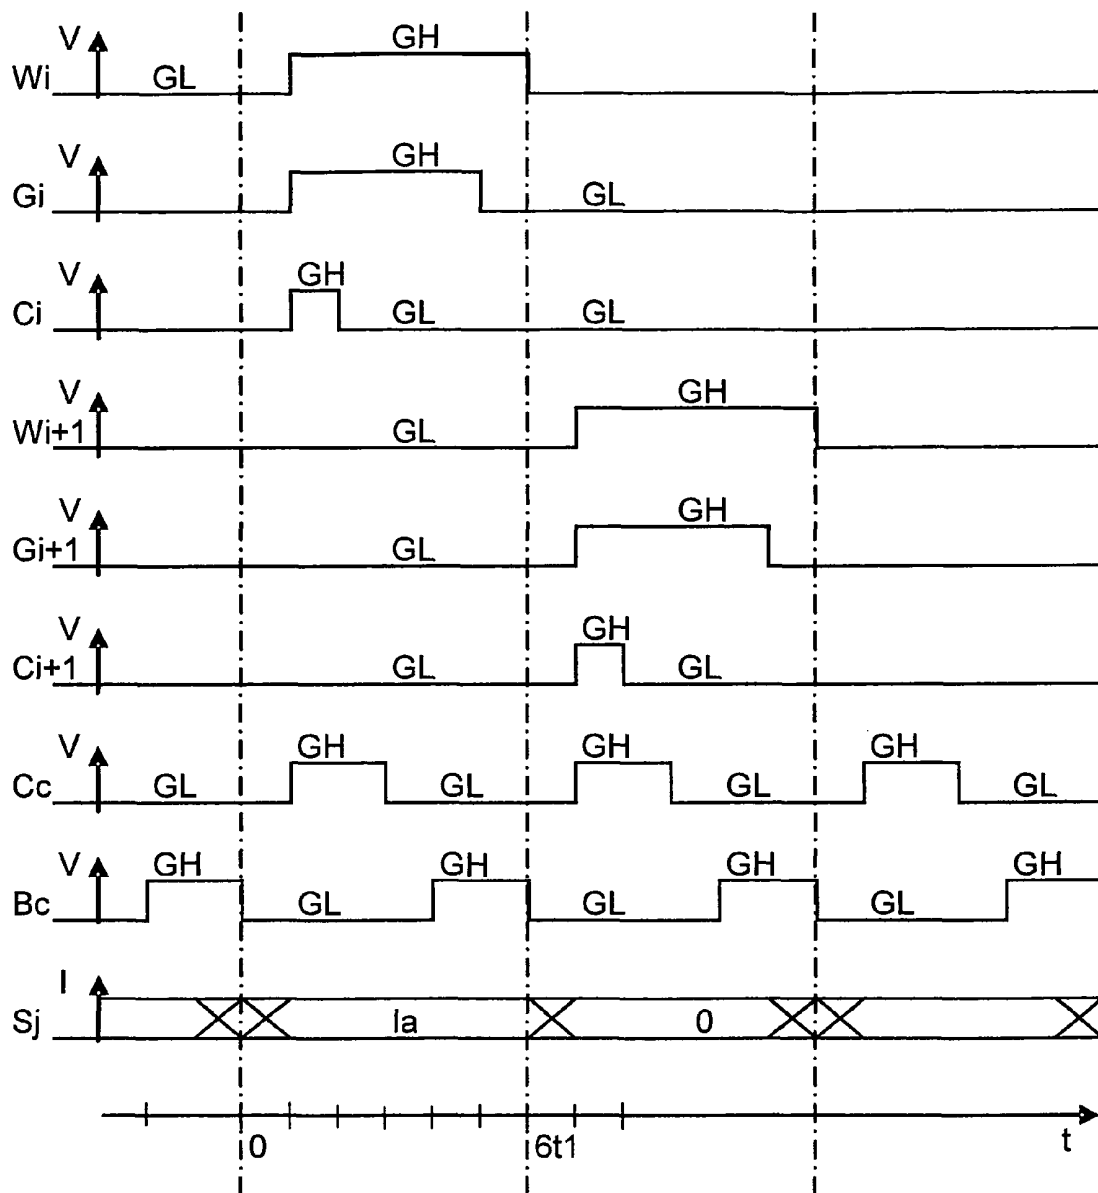 V GH
Wi GL
V GH
Gi GL
V GH
Ci GL GL
V GH
Wi+1 GL
V GH
Gi+1 GL
V GH
Ci+1 GL GL
V GH GH GH
Cc GL GL GL GL
V GH GH GH GH
Bc GL GL GL
I
Sj Ia 0
0 6t1 t